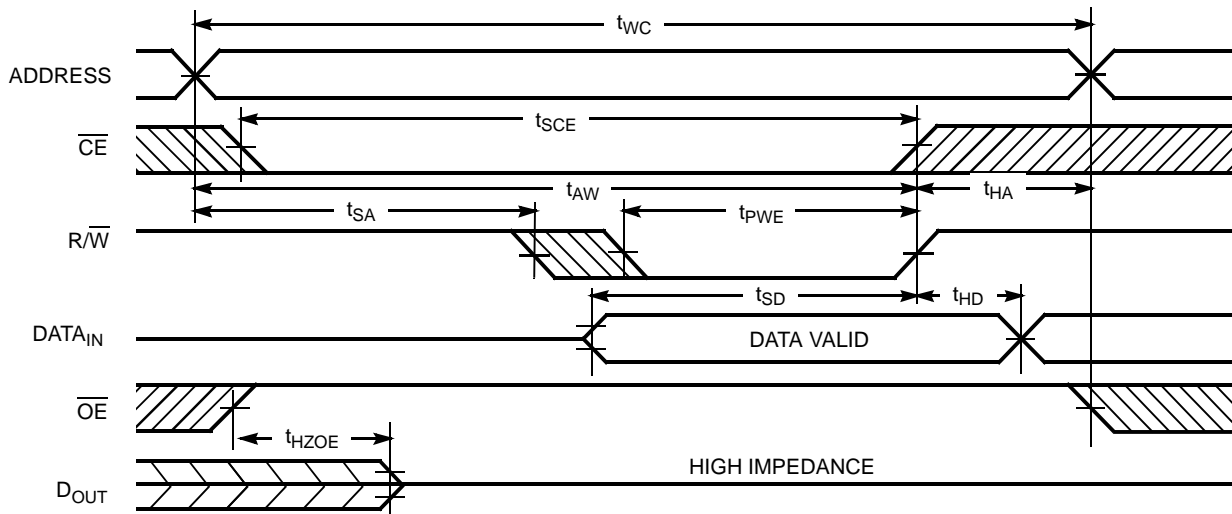 tWC
ADDRESS
tSCE
CE
tAW
tHA
tSA
tPWE
R/W
tSD
tHD
DATAIN
DATA VALID
OE
tHZOE
HIGH IMPEDANCE
DOUT